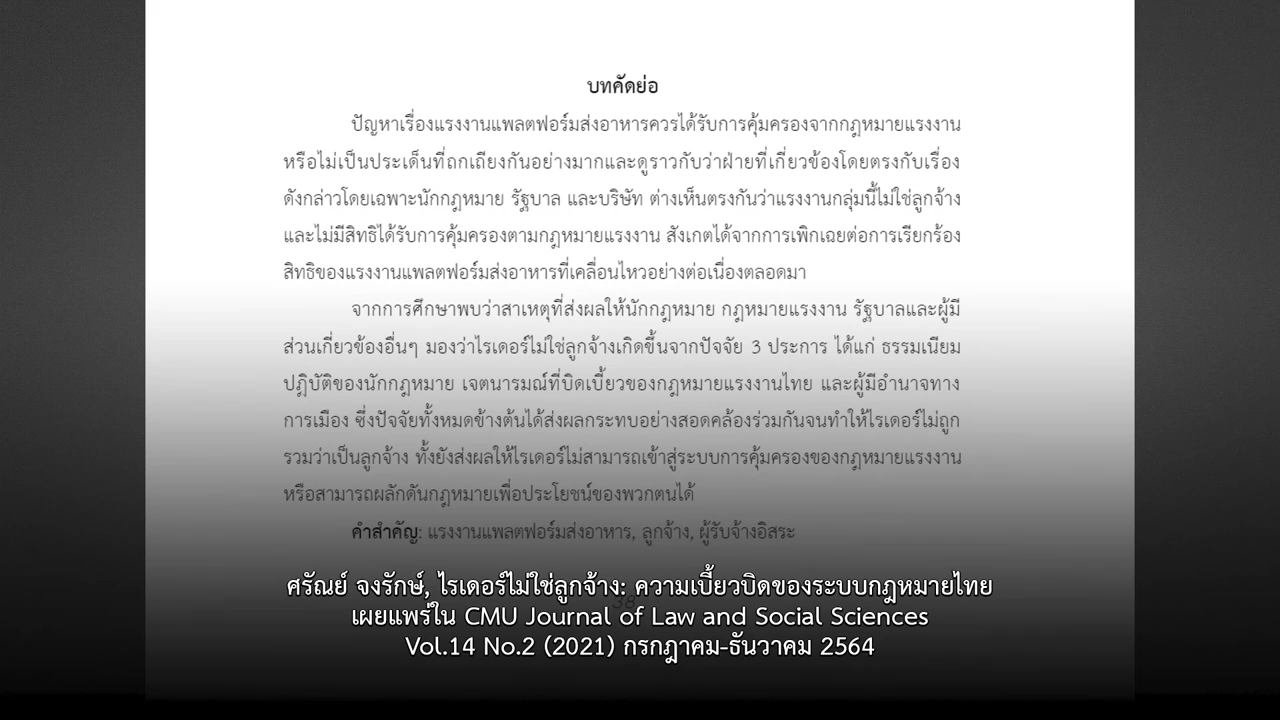 บทคัดย่อ
ปัญหาเรื่องแรงงานแพลตฟอร์มส่งอาหารควรได้รับการคุ้มครองจากกฎหมายแรงงาน
หรือไม่เป็นประเด็นที่ถกเถียงกันอย่างมากและดูราวกับว่าฝ่ายที่เกี่ยวข้องโดยตรงกับเรื่อง
ดังกล่าวโดยเฉพาะนักกฎหมาย รัฐบาล และบริษัท ต่างเห็นตรงกันว่าแรงงานกลุ่มนี้ไม่ใช่ลูกจ้าง
และไม่มีสิทธิได้รับการคุ้มครองตามกฎหมายแรงงาน สังเกตได้จากการเพิกเฉยต่อการเรียกร้อง
สิทธิของแรงงานแพลตฟอร์มส่งอาหารที่เคลื่อนไหวอย่างต่อเนื่องตลอดมา
จากการศึกษาพบว่าสาเหตุที่ส่งผลให้นักกฎหมาย กฎหมายแรงงาน รัฐบาลและผู้มี
ส่วนเกี่ยวข้องอื่นๆ มองว่าไรเดอร์ไม่ใช่ลูกจ้างเกิดขึ้นจากปัจจัย 3 ประการ ได้แก่ ธรรมเนียม
ปฏิบัติของนักกฎหมาย เจตนารมณ์ที่บิดเบี้ยวของกฎหมายแรงงานไทย และผู้มีอำนาจทาง
การเมือง ซึ่งปัจจัยทั้งหมดข้างต้นได้ส่งผลกระทบอย่างสอดคล้องร่วมกันจนทำให้ไรเดอร์ไม่ถูก
รวมว่าเป็นลูกจ้าง ทั้งยังส่งผลให้ไรเดอร์ไม่สามารถเข้าสู่ระบบการคุ้มครองของกฎหมายแรงงาน
หรือสามารถผลักดันกฎหมายเพื่อประโยชน์ของพวกตนได้
คำสำคัญ: แรงงานแพลตฟอร์มส่งอาหาร, ลูกจ้าง, ผู้รับจ้างอิสระ
ศรัณย์ จงรักษ์, ไรเดอร์ไม่ใช่ลูกจ้าง: ความเบี้ยวบิดของระบบกฎหมายไทย
เผยแพร่ใน CMU Journal of Law and Social Sciences
Vol.14 No.2 (2021) กรกฎาคม-ธันวาคม 2564